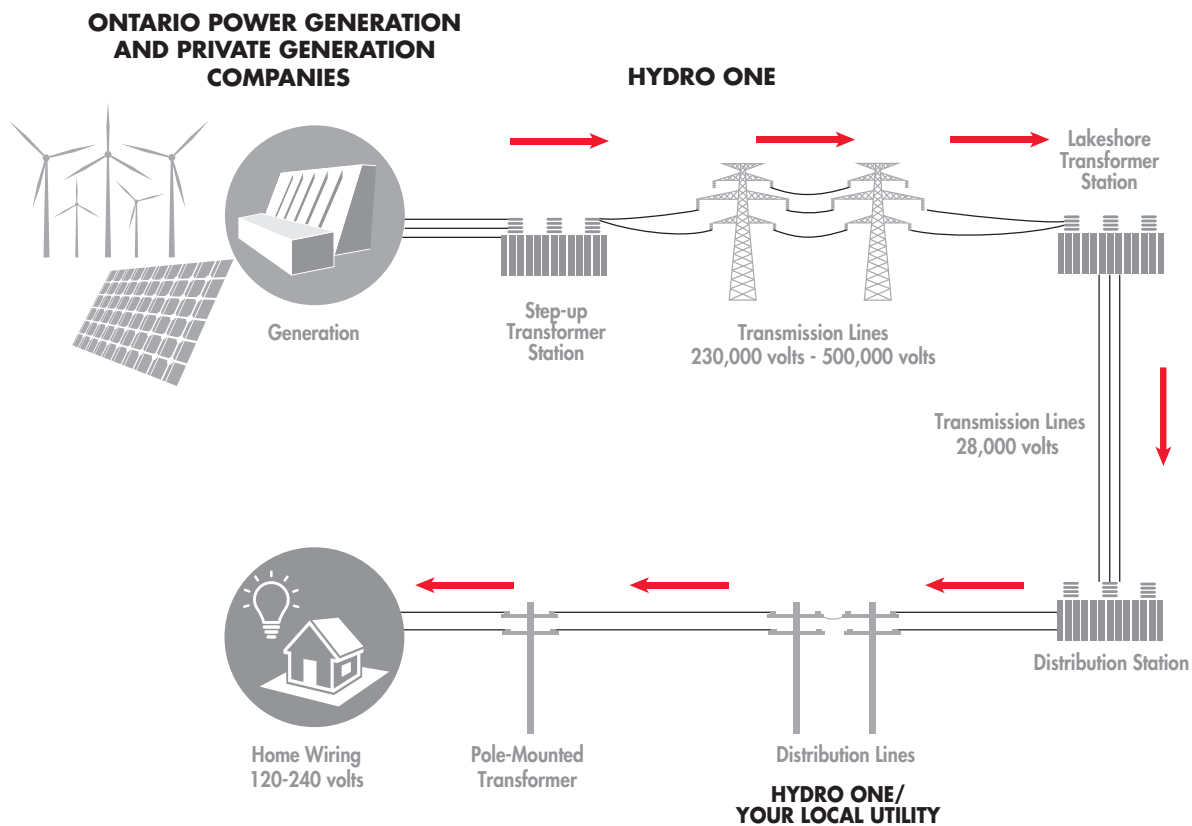 ONTARIO POWER GENERATION
AND PRIVATE GENERATION
COMPANIES
HYDRO ONE
Lakeshore
Transformer
Station
Generation
Step-up
Transformer
Station
Transmission Lines
230,000 volts - 500,000 volts
Transmission Lines
28,000 volts
Distribution Station
Home Wiring
120-240 volts
Pole-Mounted
Transformer
Distribution Lines
HYDRO ONE/
YOUR LOCAL UTILITY